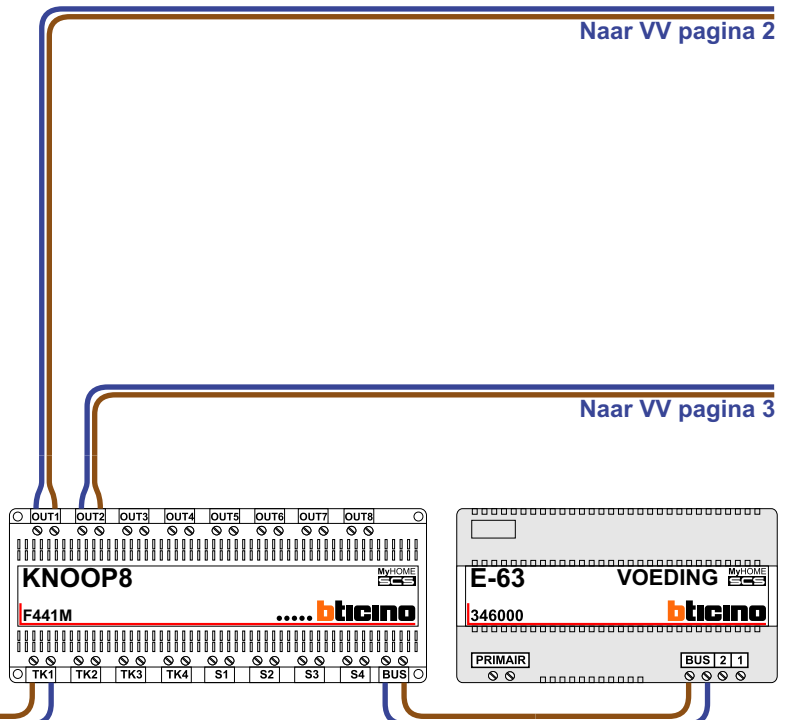 Naar VV pagina 2
Naar VV pagina 3
OUT1 OUT2 OUT3 OUT4 OUT5 OUT6 OUT7 OUT8
KNOOP8 MyHOME SCS
F441M ..... bticino
TK1 TK2 TK3 TK4 S1 S2 S3 S4 BUS
E-63 VOEDING MyHOME SCS
346000 bticino
PRIMAIR BUS 2 1